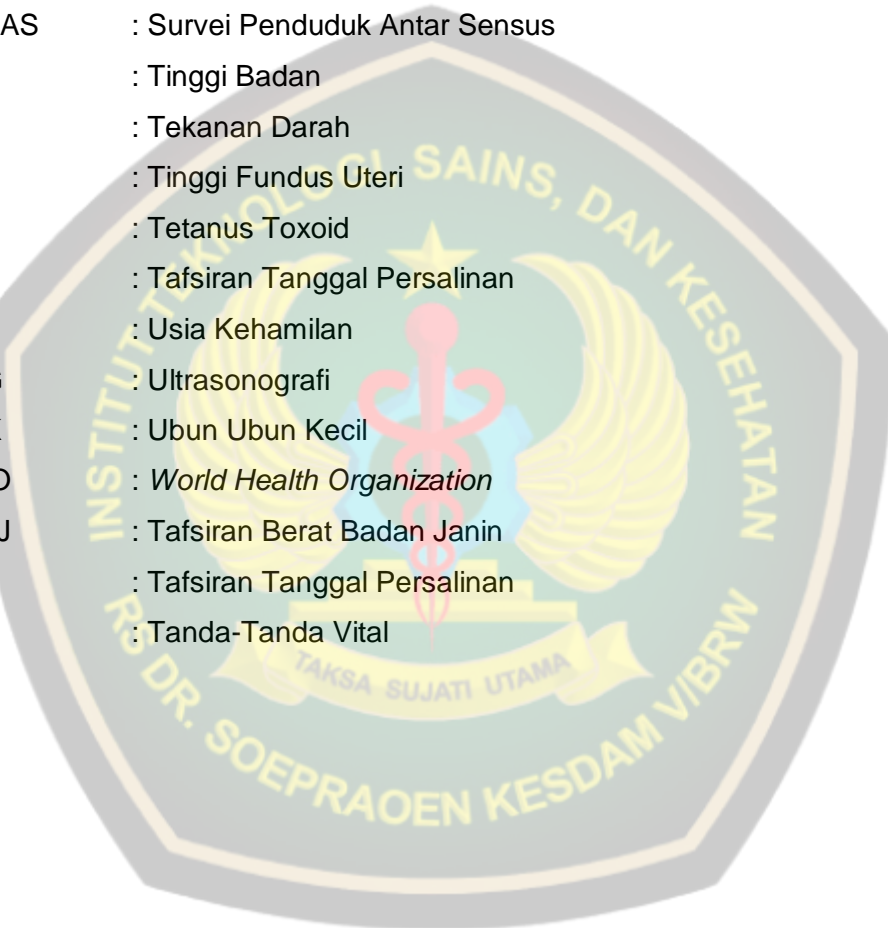 AS : Survei Penduduk Antar Sensus
: Tinggi Badan
: Tekanan Darah
: Tinggi Fundus Uteri
: Tetanus Toxoid
: Tafsiran Tanggal Persalinan
: Usia Kehamilan
: Ultrasonografi
: Ubun Ubun Kecil
: World Health Organization
J : Tafsiran Berat Badan Janin
: Tafsiran Tanggal Persalinan
: Tanda-Tanda Vital
INSTITUT TEKNOLOGI, SAINS, DAN KESEHATAN
RS DR. SOEPRAOEN KESDAM V/BRW
TAKSA SUJATI UTAMA